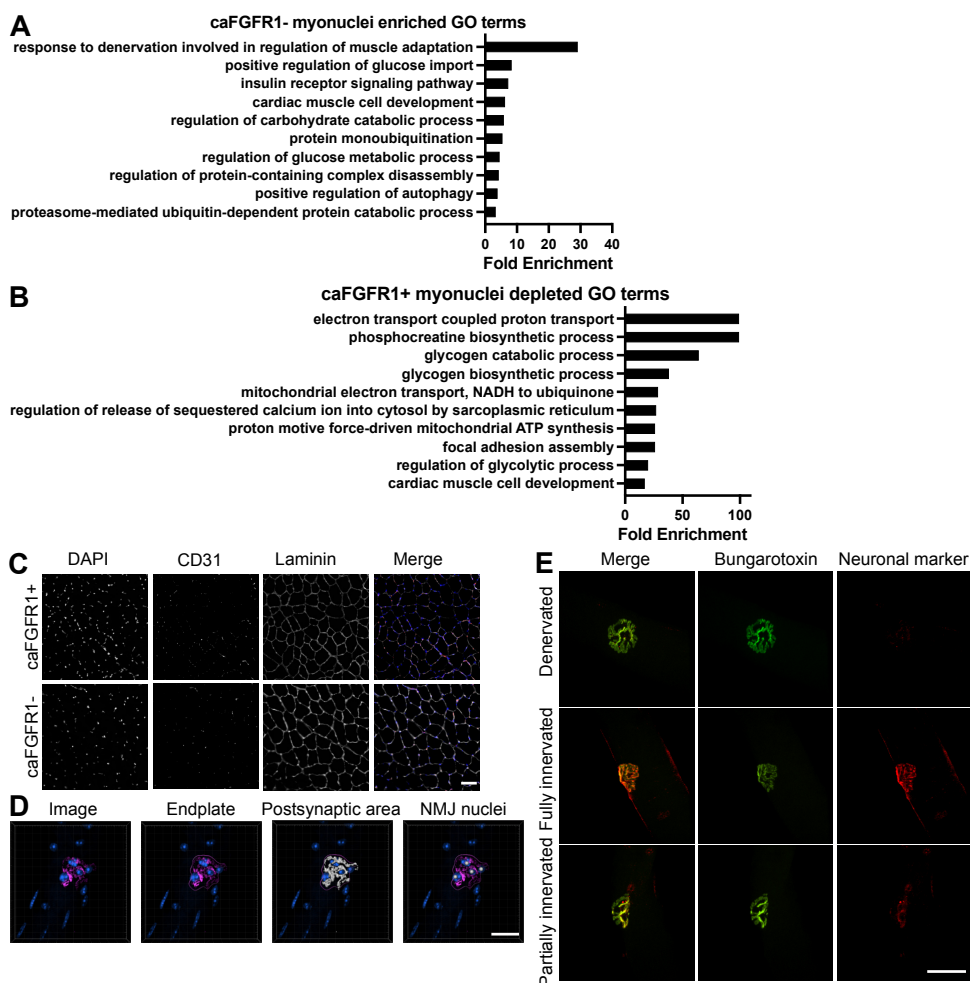 A
caFGFR1- myonuclei enriched GO terms
response to denervation involved in regulation of muscle adaptation
positive regulation of glucose import
insulin receptor signaling pathway
cardiac muscle cell development
regulation of carbohydrate catabolic process
protein monoubiquitination
regulation of glucose metabolic process
regulation of protein-containing complex disassembly
positive regulation of autophagy
proteasome-mediated ubiquitin-dependent protein catabolic process
0 10 20 30 40
Fold Enrichment
B
caFGFR1+ myonuclei depleted GO terms
electron transport coupled proton transport
phosphocreatine biosynthetic process
glycogen catabolic process
glycogen biosynthetic process
mitochondrial electron transport, NADH to ubiquinone
regulation of release of sequestered calcium ion into cytosol by sarcoplasmic reticulum
proton motive force-driven mitochondrial ATP synthesis
focal adhesion assembly
regulation of glycolytic process
cardiac muscle cell development
0 50 100
Fold Enrichment
C
DAPI CD31 Laminin Merge
caFGFR1+
caFGFR1-
D
Image Endplate Postsynaptic area NMJ nuclei
E
Merge Bungarotoxin Neuronal marker
Denervated
Fully innervated
Partially innervated